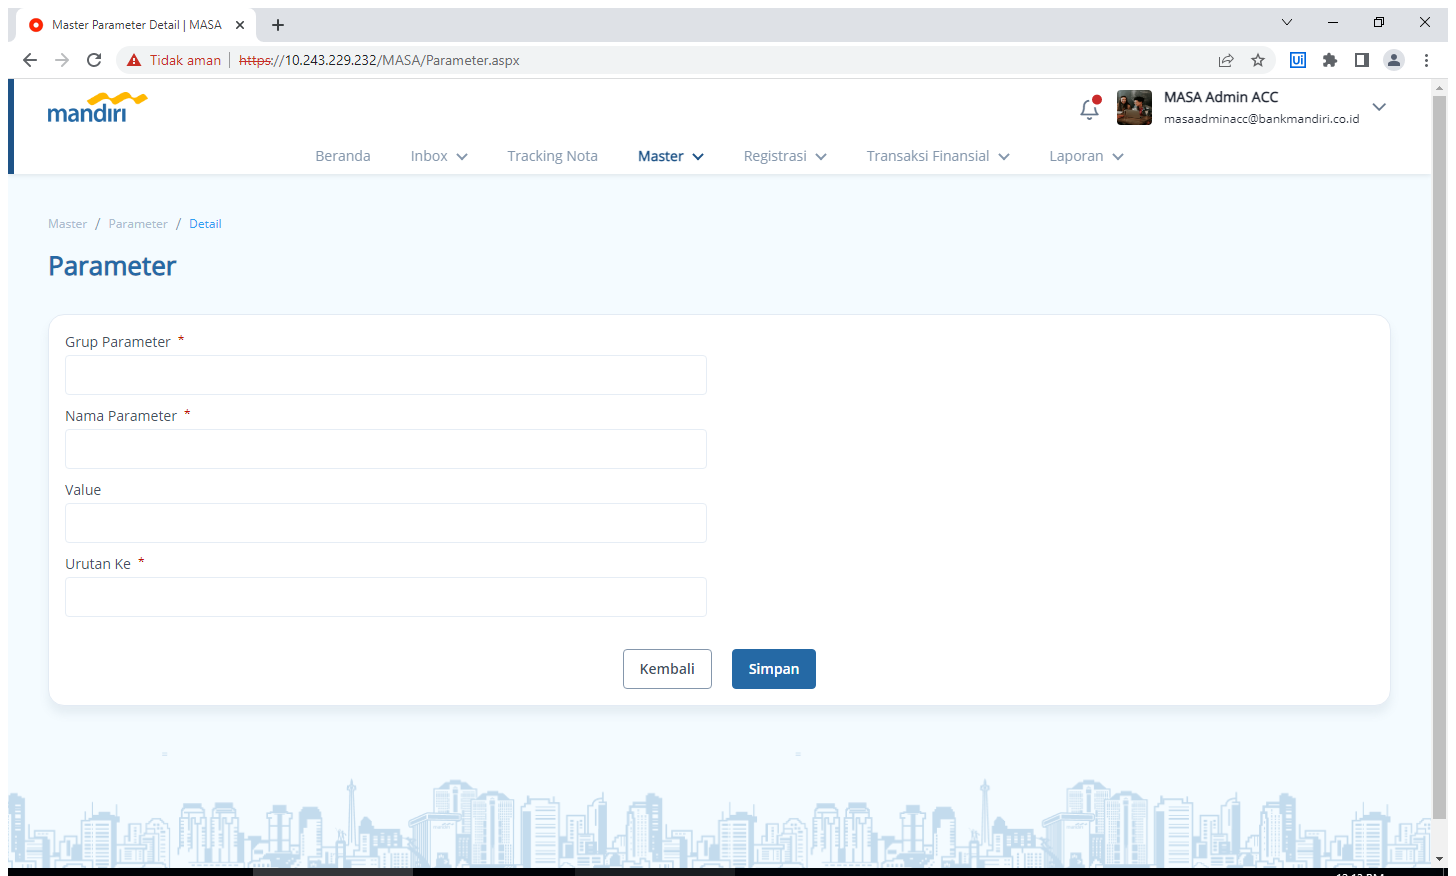 Master Parameter Detail | MASA
Tidak aman
https://10.243.229.232/MASA/Parameter.aspx
Ui
mandiri
MASA Admin ACC
masaadminacc@bankmandiri.co.id
Beranda Inbox Tracking Nota Master Registrasi Transaksi Finansial Laporan
Master / Parameter / Detail
Parameter
Grup Parameter *
Nama Parameter *
Value
Urutan Ke *
Kembali Simpan